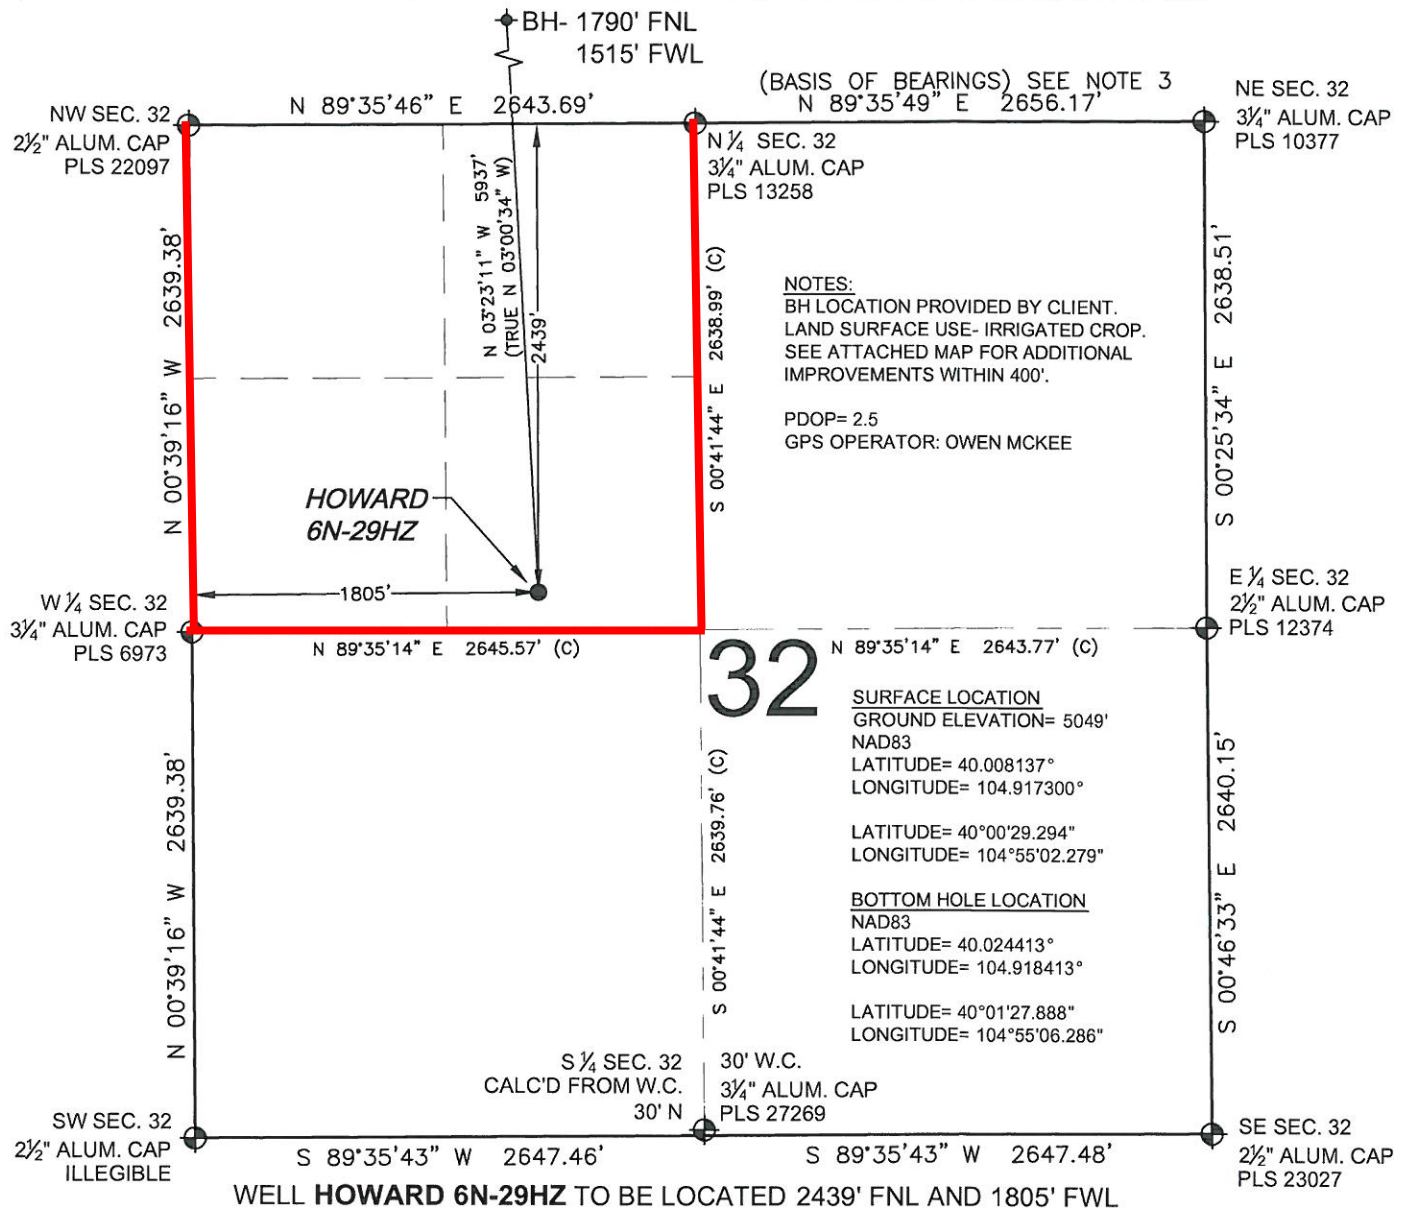 BH- 1790' FNL
1515' FWL
(BASIS OF BEARINGS) SEE NOTE 3
N 89°35'46" E 2643.69'
N 89°35'49" E 2656.17'
NW SEC. 32
2½" ALUM. CAP
PLS 22097
N ¼ SEC. 32
3¼" ALUM. CAP
PLS 13258
NE SEC. 32
3¼" ALUM. CAP
PLS 10377
N 00°39'16" W 2639.38'
N 03°23'11" W 5937'
(TRUE N 03°00'34" W)
2439'
S 00°41'44" E 2638.99' (C)
S 00°25'34" E 2638.51'
NOTES:
BH LOCATION PROVIDED BY CLIENT.
LAND SURFACE USE- IRRIGATED CROP.
SEE ATTACHED MAP FOR ADDITIONAL
IMPROVEMENTS WITHIN 400'.
PDOP= 2.5
GPS OPERATOR: OWEN MCKEE
HOWARD
6N-29HZ
1805'
W ¼ SEC. 32
3¼" ALUM. CAP
PLS 6973
E ¼ SEC. 32
2½" ALUM. CAP
PLS 12374
N 89°35'14" E 2645.57' (C)
N 89°35'14" E 2643.77' (C)
32
SURFACE LOCATION
GROUND ELEVATION= 5049'
NAD83
LATITUDE= 40.008137°
LONGITUDE= 104.917300°
LATITUDE= 40°00'29.294"
LONGITUDE= 104°55'02.279"
BOTTOM HOLE LOCATION
NAD83
LATITUDE= 40.024413°
LONGITUDE= 104.918413°
LATITUDE= 40°01'27.888"
LONGITUDE= 104°55'06.286"
N 00°39'16" W 2639.38'
S 00°41'44" E 2639.76' (C)
S 00°46'33" E 2640.15'
S ¼ SEC. 32
CALC'D FROM W.C.
30' N
30' W.C.
3¼" ALUM. CAP
PLS 27269
SW SEC. 32
2½" ALUM. CAP
ILLEGIBLE
SE SEC. 32
2½" ALUM. CAP
PLS 23027
S 89°35'43" W 2647.46'
S 89°35'43" W 2647.48'
WELL HOWARD 6N-29HZ TO BE LOCATED 2439' FNL AND 1805' FWL